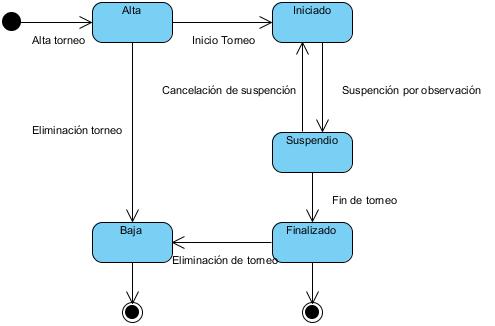 Alta
Iniciado
Alta torneo
Inicio Torneo
Cancelación de suspención
Suspención por observación
Eliminación torneo
Suspendio
Fin de torneo
Baja
Finalizado
Eliminación de torneo